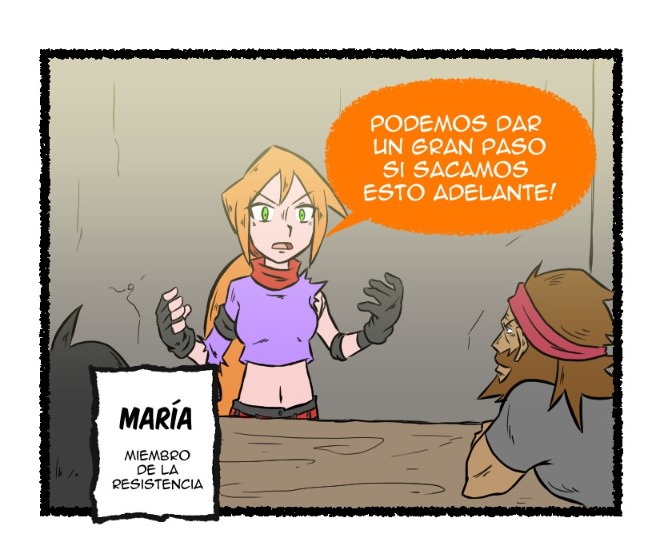 PODEMOS DAR
UN GRAN PASO
SI SACAMOS
ESTO ADELANTE!
MARÍA
MIEMBRO
DE LA
RESISTENCIA